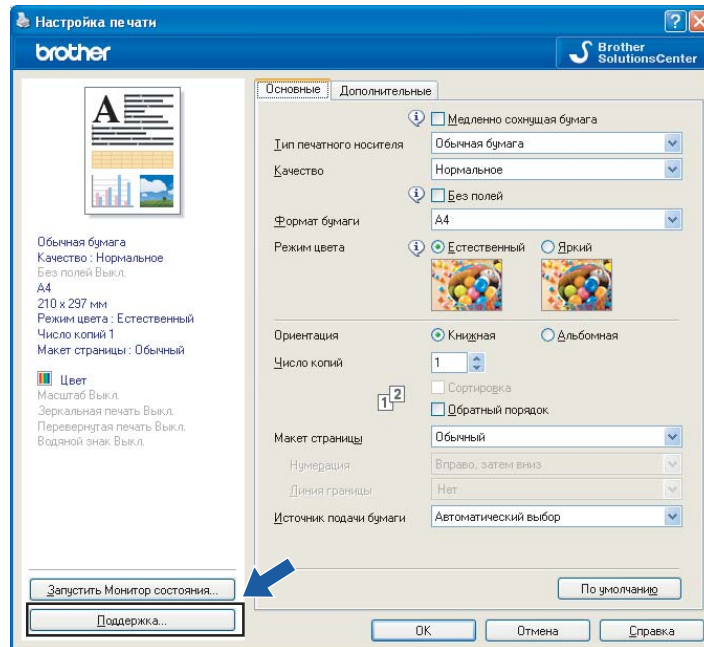 Настройка печати
brother
Brother
SolutionsCenter
A
Обычная бумага
Качество : Нормальное
Без полей Выкл.
A4
210 x 297 мм
Режим цвета : Естественный
Число копий 1
Макет страницы : Обычный
Цвет
Масштаб Выкл.
Зеркальная печать Выкл.
Перевернутая печать Выкл.
Водяной знак Выкл.
Запустить Монитор состояния...
Поддержка...
Основные Дополнительные
Медленно сохнущая бумага
Тип печатного носителя Обычная бумага
Качество Нормальное
Без полей
Формат бумаги A4
Режим цвета Естественный Яркий
Ориентация Книжная Альбомная
Число копий 1
Сортировка
1 2
Обратный порядок
Макет страницы Обычный
Нумерация Вправо, затем вниз
Линия границы Нет
Источник подачи бумаги Автоматический выбор
По умолчанию
OK Отмена Справка